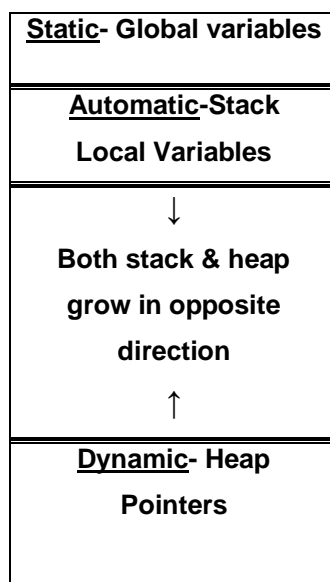 Static- Global variables
Automatic-Stack
Local Variables
↓
Both stack & heap
grow in opposite
direction
↑
Dynamic- Heap
Pointers